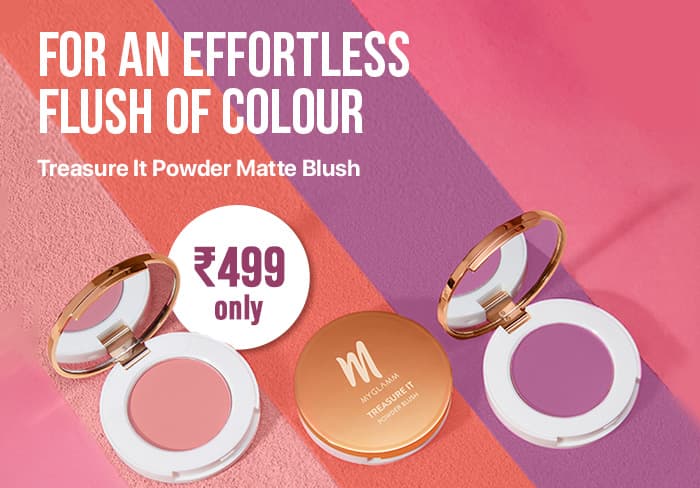 FOR AN EFFORTLESS
FLUSH OF COLOUR
Treasure It Powder Matte Blush
₹499
only
MYGLAMM
TREASURE IT
POWDER BLUSH